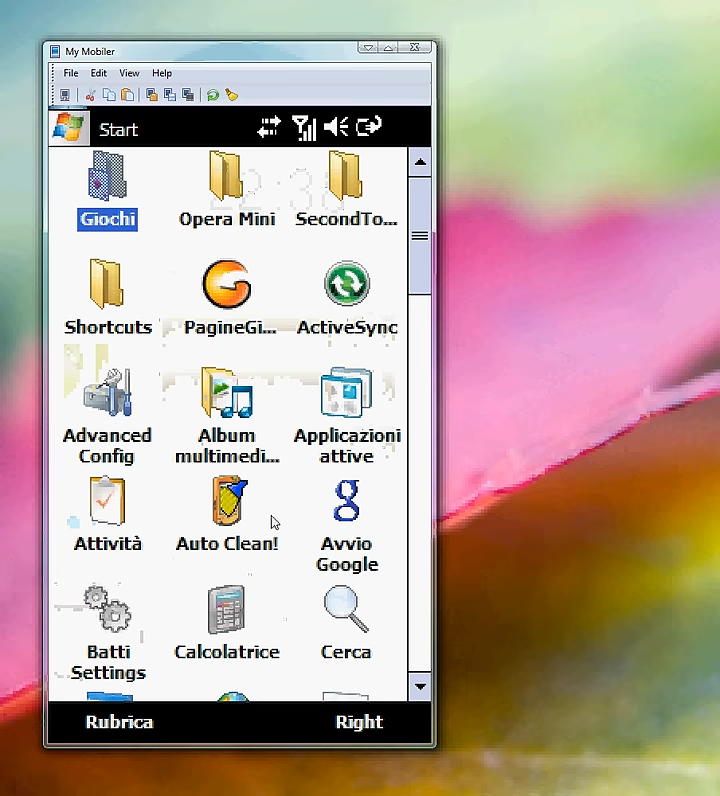 My Mobiler
File Edit View Help
Start
Giochi Opera Mini SecondTo...
Shortcuts PagineGi... ActiveSync
Advanced Config
Album multimedi...
Applicazioni attive
Attività Auto Clean!
Avvio Google
Batti Settings
Calcolatrice Cerca
Rubrica Right